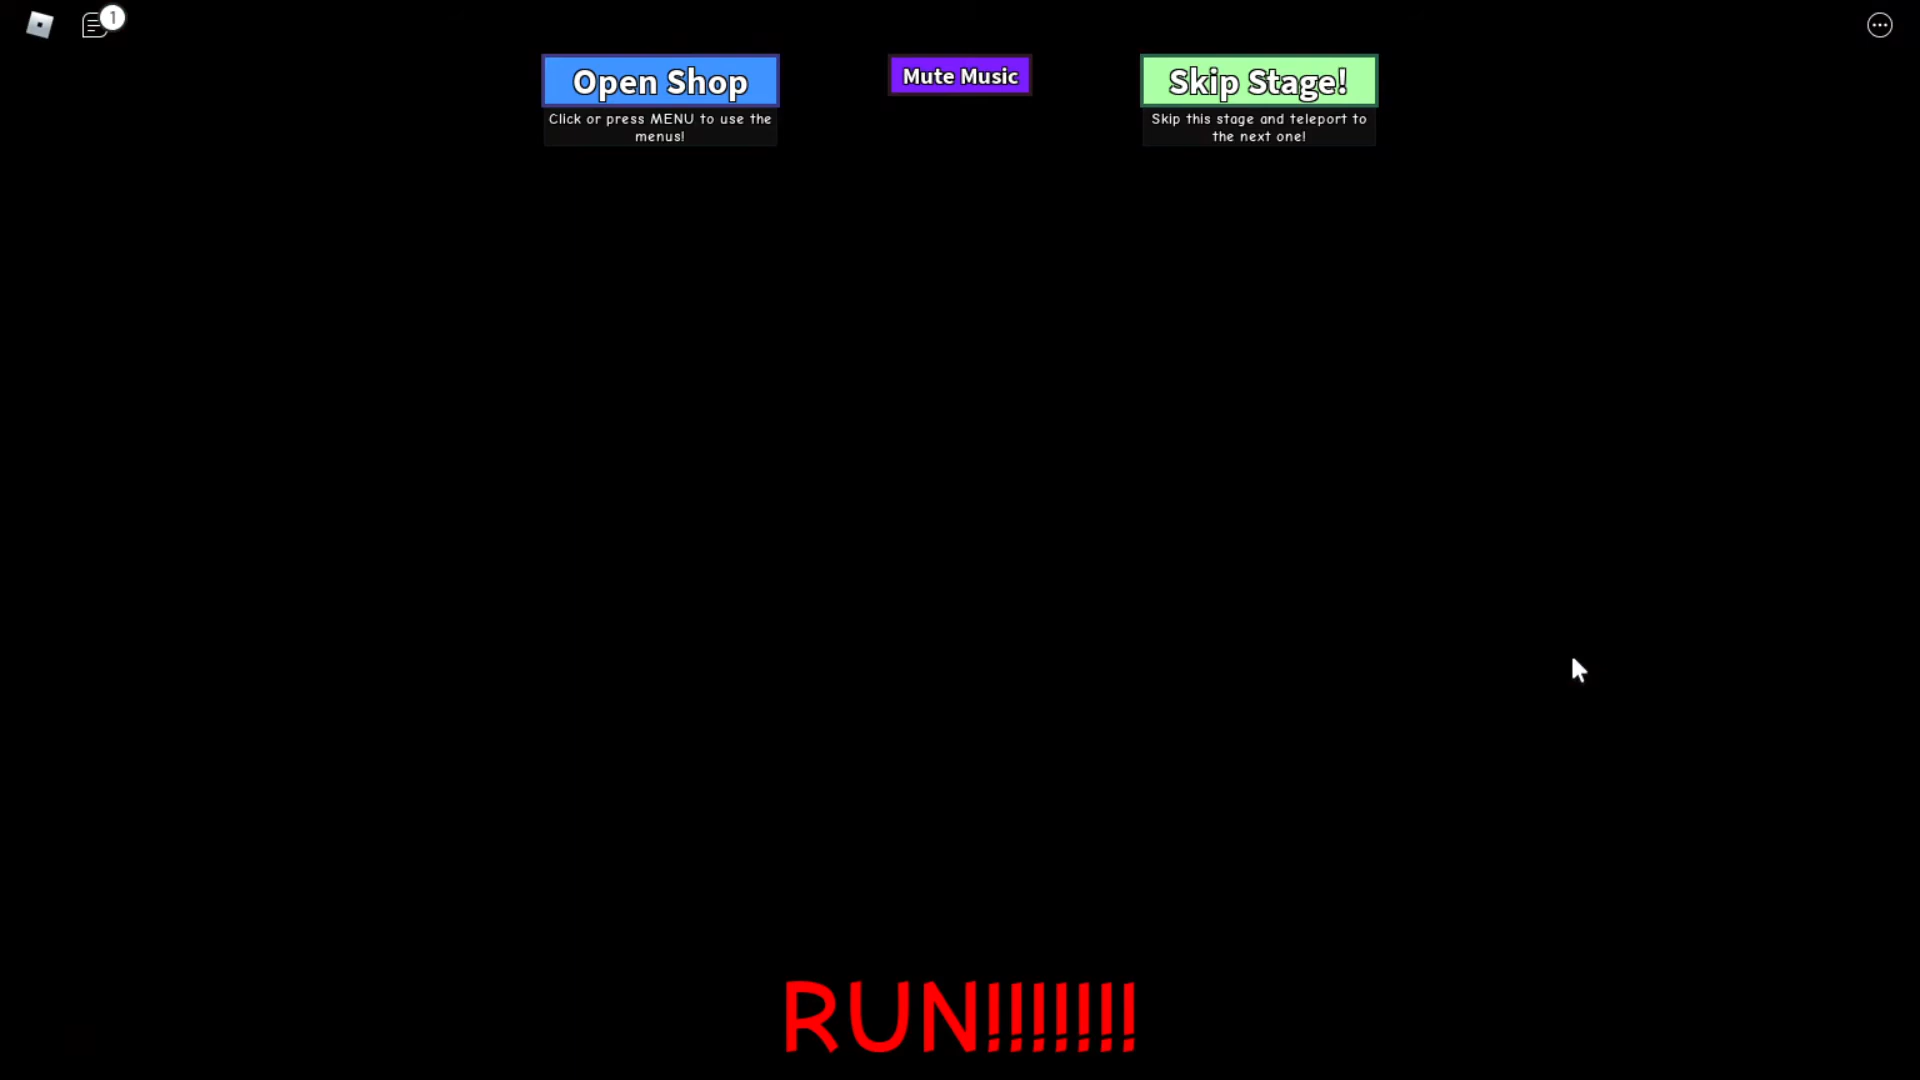 1
Open Shop
Click or press MENU to use the
menus!
Mute Music
Skip Stage!
Skip this stage and teleport to
the next one!
RUN!!!!!!!